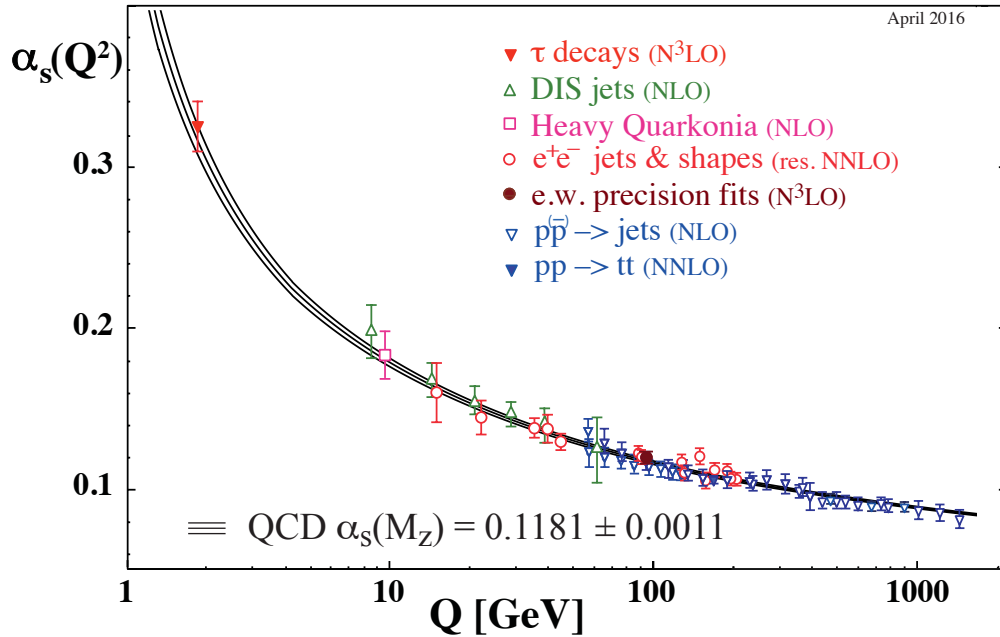 April 2016
αs(Q²)
τ decays (N³LO)
DIS jets (NLO)
Heavy Quarkonia (NLO)
e⁺e⁻ jets & shapes (res. NNLO)
e.w. precision fits (N³LO)
pp(–) –> jets (NLO)
pp –> tt (NNLO)
0.3
0.2
0.1
QCD αs(Mz) = 0.1181 ± 0.0011
1 10 100 1000
Q [GeV]